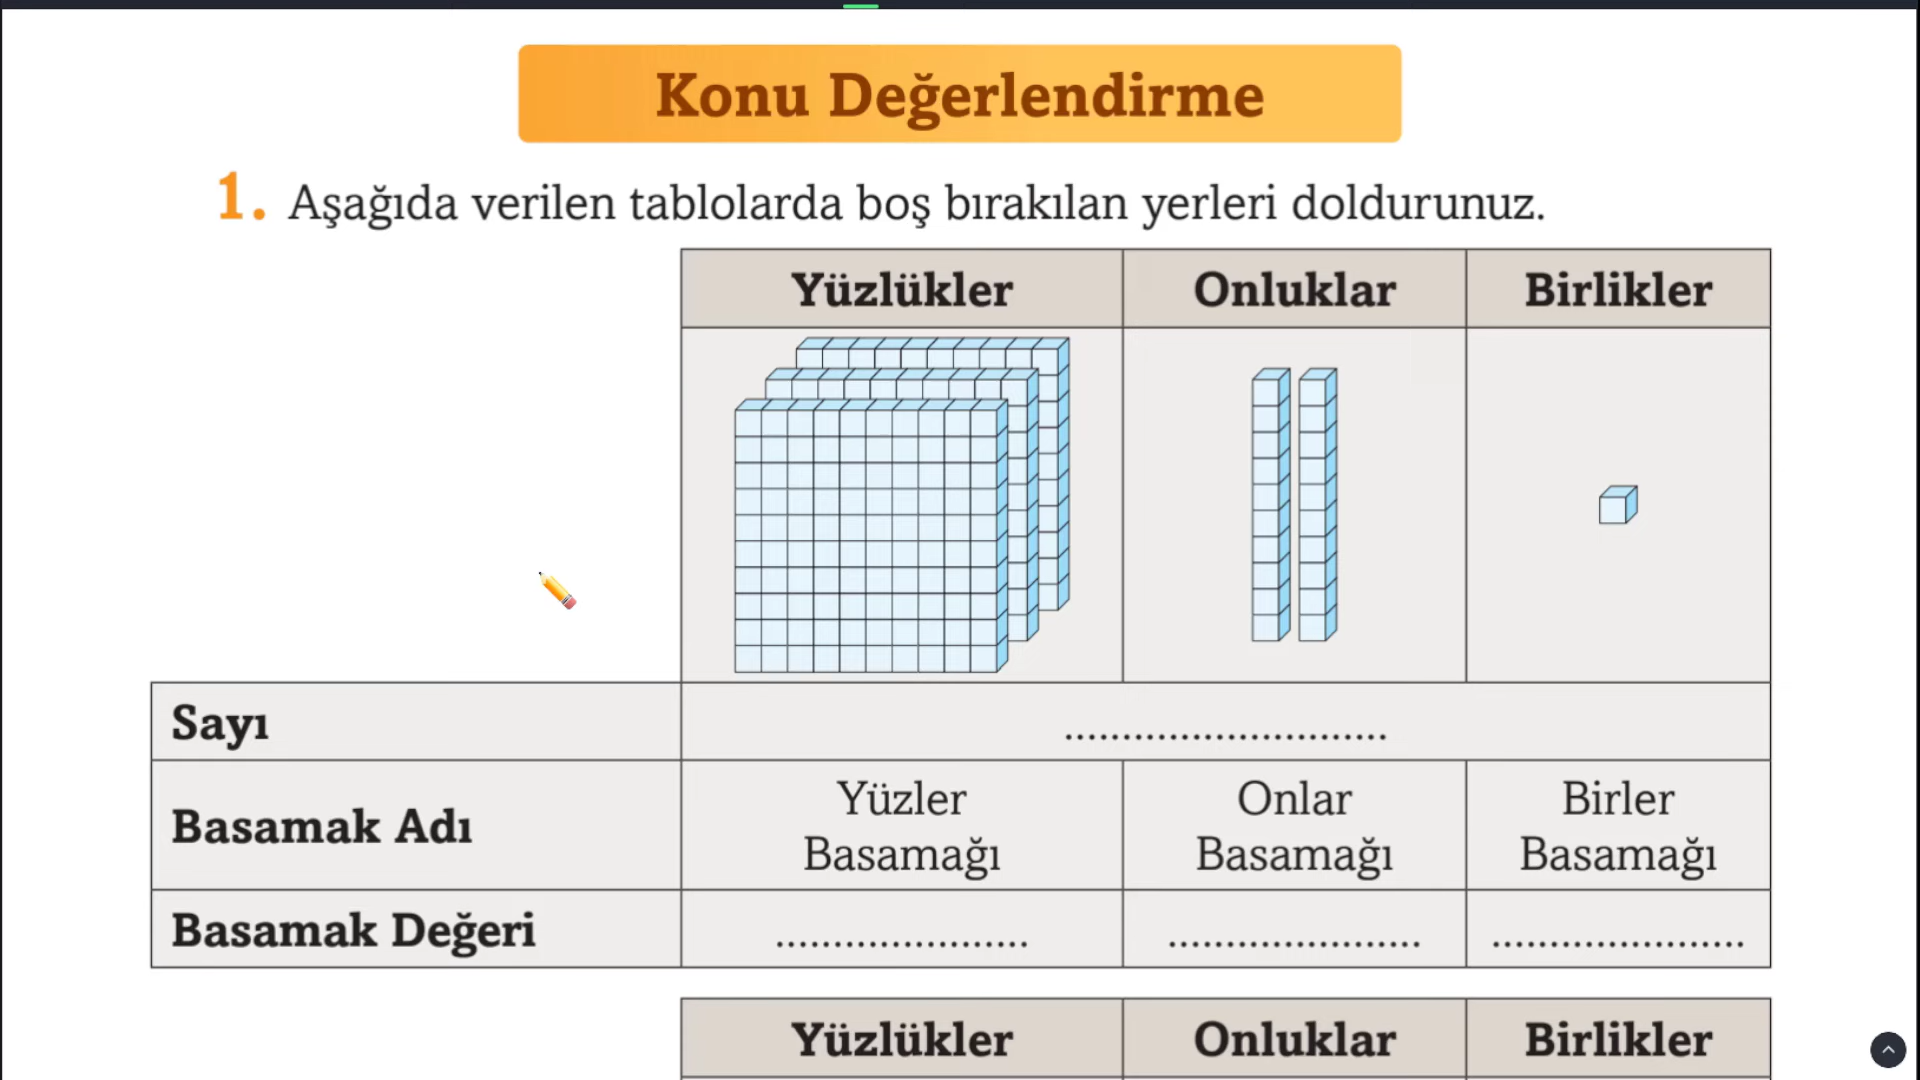 Konu Değerlendirme
1. Aşağıda verilen tablolarda boş bırakılan yerleri doldurunuz.
Yüzlükler Onluklar Birlikler
Sayı ............................
Basamak Adı Yüzler Basamağı Onlar Basamağı Birler Basamağı
Basamak Değeri ...................... ...................... ......................
Yüzlükler Onluklar Birlikler